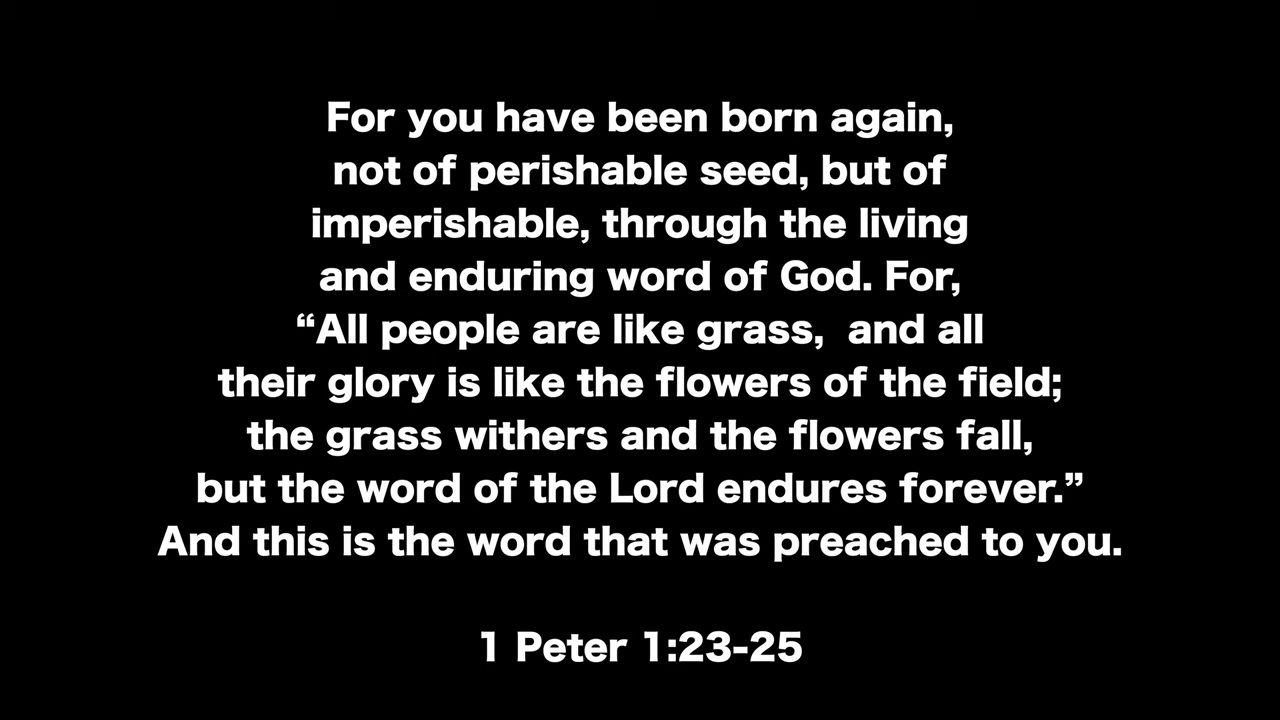 For you have been born again,
not of perishable seed, but of
imperishable, through the living
and enduring word of God. For,
“All people are like grass,  and all
their glory is like the flowers of the field;
the grass withers and the flowers fall,
but the word of the Lord endures forever.”
And this is the word that was preached to you.
1 Peter 1:23-25